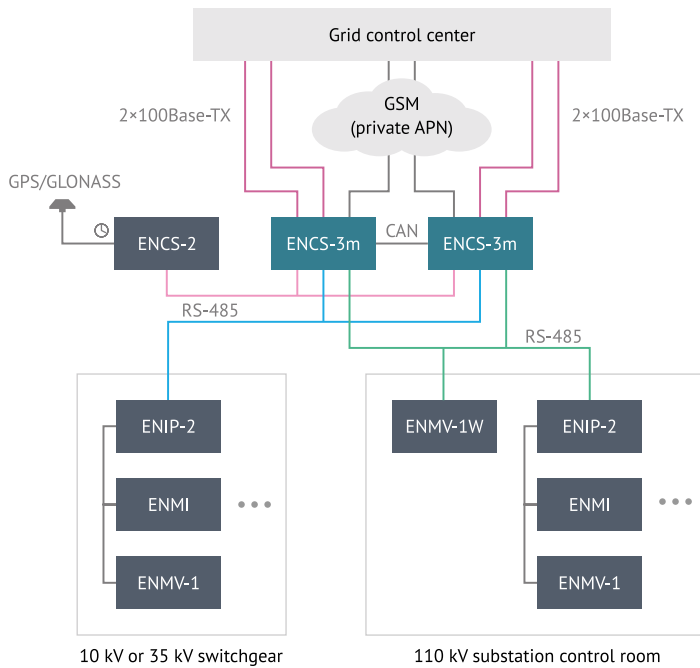 Grid control center
GSM
(private APN)
2×100Base-TX
2×100Base-TX
GPS/GLONASS
ENCS-2
ENCS-3m
CAN
ENCS-3m
RS-485
RS-485
ENIP-2
ENMV-1W
ENIP-2
ENMI
ENMI
ENMV-1
ENMV-1
10 kV or 35 kV switchgear
110 kV substation control room